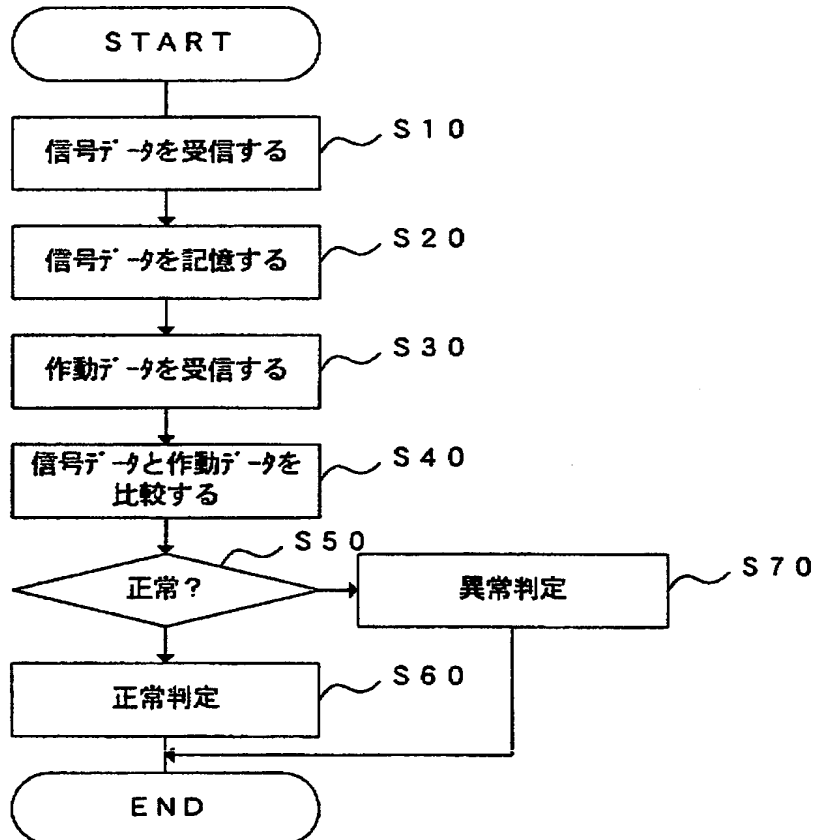 ＳＴＡＲＴ
信号ﾃﾞｰﾀを受信する
Ｓ１０
信号ﾃﾞｰﾀを記憶する
Ｓ２０
作動ﾃﾞｰﾀを受信する
Ｓ３０
信号ﾃﾞｰﾀと作動ﾃﾞｰﾀを
比較する
Ｓ４０
正常？
Ｓ５０
異常判定
Ｓ７０
正常判定
Ｓ６０
ＥＮＤ